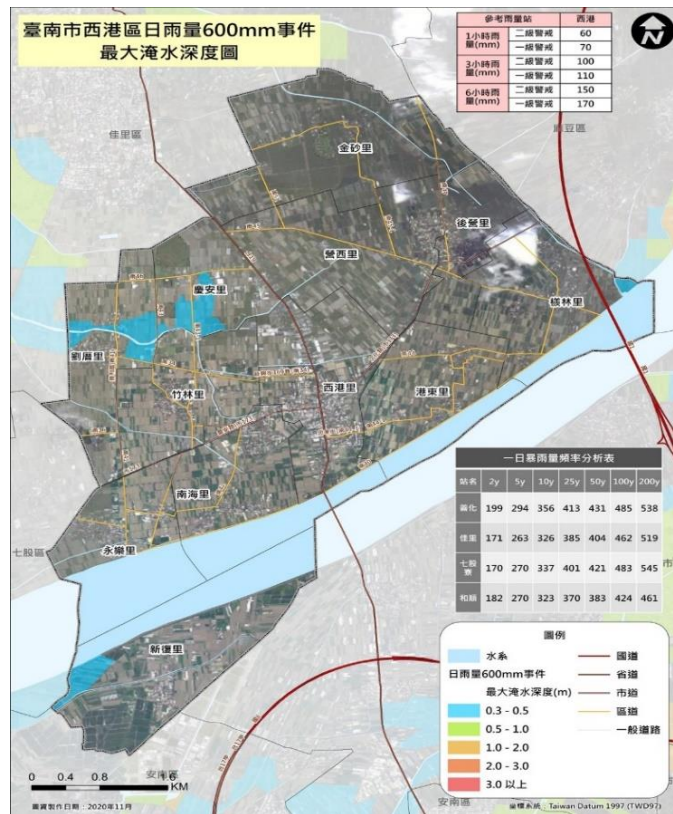 臺南市西港區日雨量600mm事件
最大淹水深度圖
參考雨量站 西港
1小時雨量(mm) 二級警戒 60
一級警戒 70
3小時雨量(mm) 二級警戒 100
一級警戒 110
6小時雨量(mm) 二級警戒 150
一級警戒 170
N
佳里區
麻豆區
金砂里
後營里
營西里
慶安里
檨林里
劉厝里
竹林里
西港里
港東里
南海里
七股區
永樂里
新復里
安南區
安南區
一日暴雨量頻率分析表
站名 2y 5y 10y 25y 50y 100y 200y
善化 199 294 356 413 431 485 538
佳里 171 263 326 385 404 462 519
七股寮 170 270 337 401 421 483 545
和順 182 270 323 370 383 424 461
圖例
水系
日雨量600mm事件
最大淹水深度(m)
0.3 - 0.5
0.5 - 1.0
1.0 - 2.0
2.0 - 3.0
3.0 以上
國道
省道
市道
區道
一般道路
0 0.4 0.8 1.6
KM
圖資製作日期：2020年11月
座標系統：Taiwan Datum 1997 (TWD97)